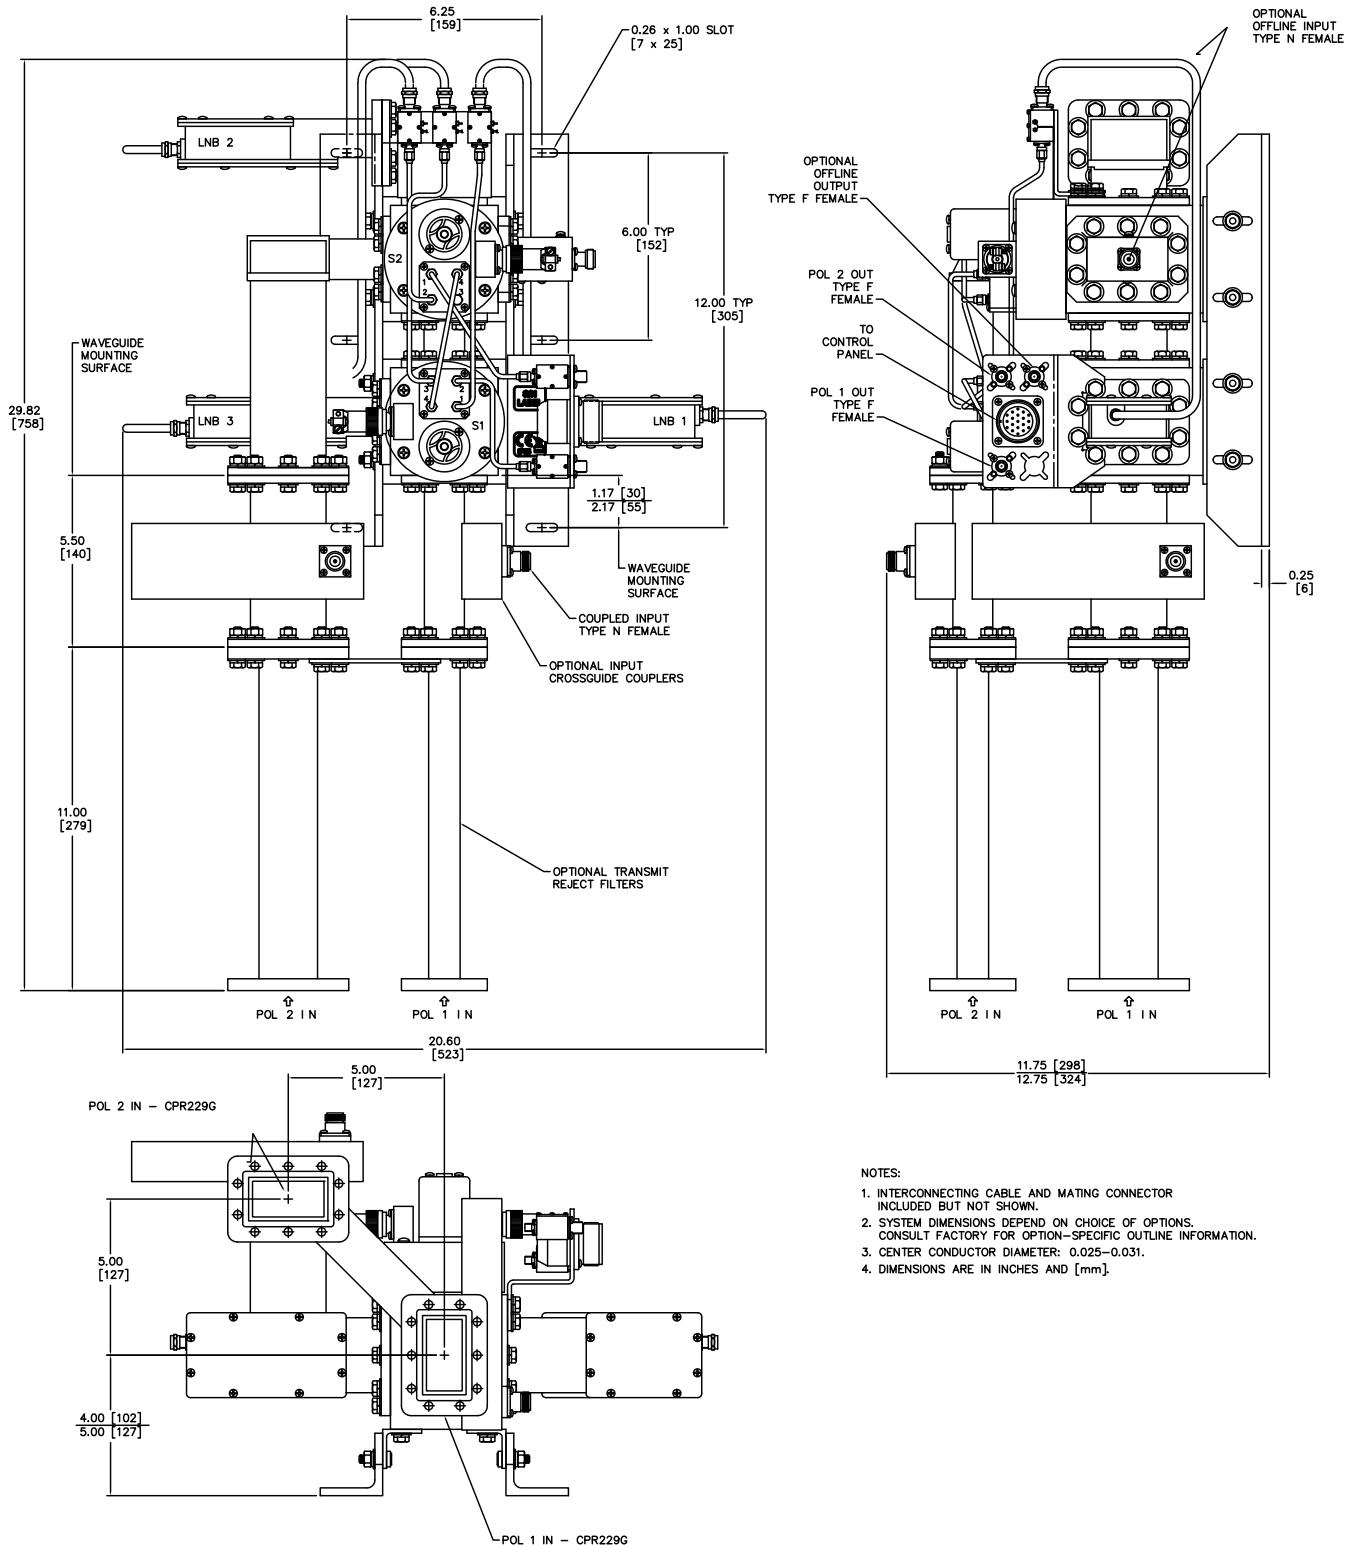 6.25
[159]
0.26 x 1.00 SLOT
[7 x 25]
OPTIONAL
OFFLINE INPUT
TYPE N FEMALE
LNB 2
OPTIONAL
OFFLINE
OUTPUT
TYPE F FEMALE
6.00 TYP
[152]
S2
1
4
2
3
POL 2 OUT
TYPE F
FEMALE
12.00 TYP
[305]
WAVEGUIDE
MOUNTING
SURFACE
TO
CONTROL
PANEL
29.82
[758]
3
2
4
1
LNB 3
S1
LNB 1
POL 1 OUT
TYPE F
FEMALE
1.17 [30]
2.17 [55]
5.50
[140]
WAVEGUIDE
MOUNTING
SURFACE
0.25
[6]
COUPLED INPUT
TYPE N FEMALE
OPTIONAL INPUT
CROSSGUIDE COUPLERS
11.00
[279]
OPTIONAL TRANSMIT
REJECT FILTERS
POL 2 IN
POL 1 IN
POL 2 IN
POL 1 IN
20.60
[523]
11.75 [298]
12.75 [324]
5.00
[127]
POL 2 IN - CPR229G
5.00
[127]
4.00 [102]
5.00 [127]
POL 1 IN - CPR229G
NOTES:
1. INTERCONNECTING CABLE AND MATING CONNECTOR
INCLUDED BUT NOT SHOWN.
2. SYSTEM DIMENSIONS DEPEND ON CHOICE OF OPTIONS.
CONSULT FACTORY FOR OPTION-SPECIFIC OUTLINE INFORMATION.
3. CENTER CONDUCTOR DIAMETER: 0.025-0.031.
4. DIMENSIONS ARE IN INCHES AND [mm].